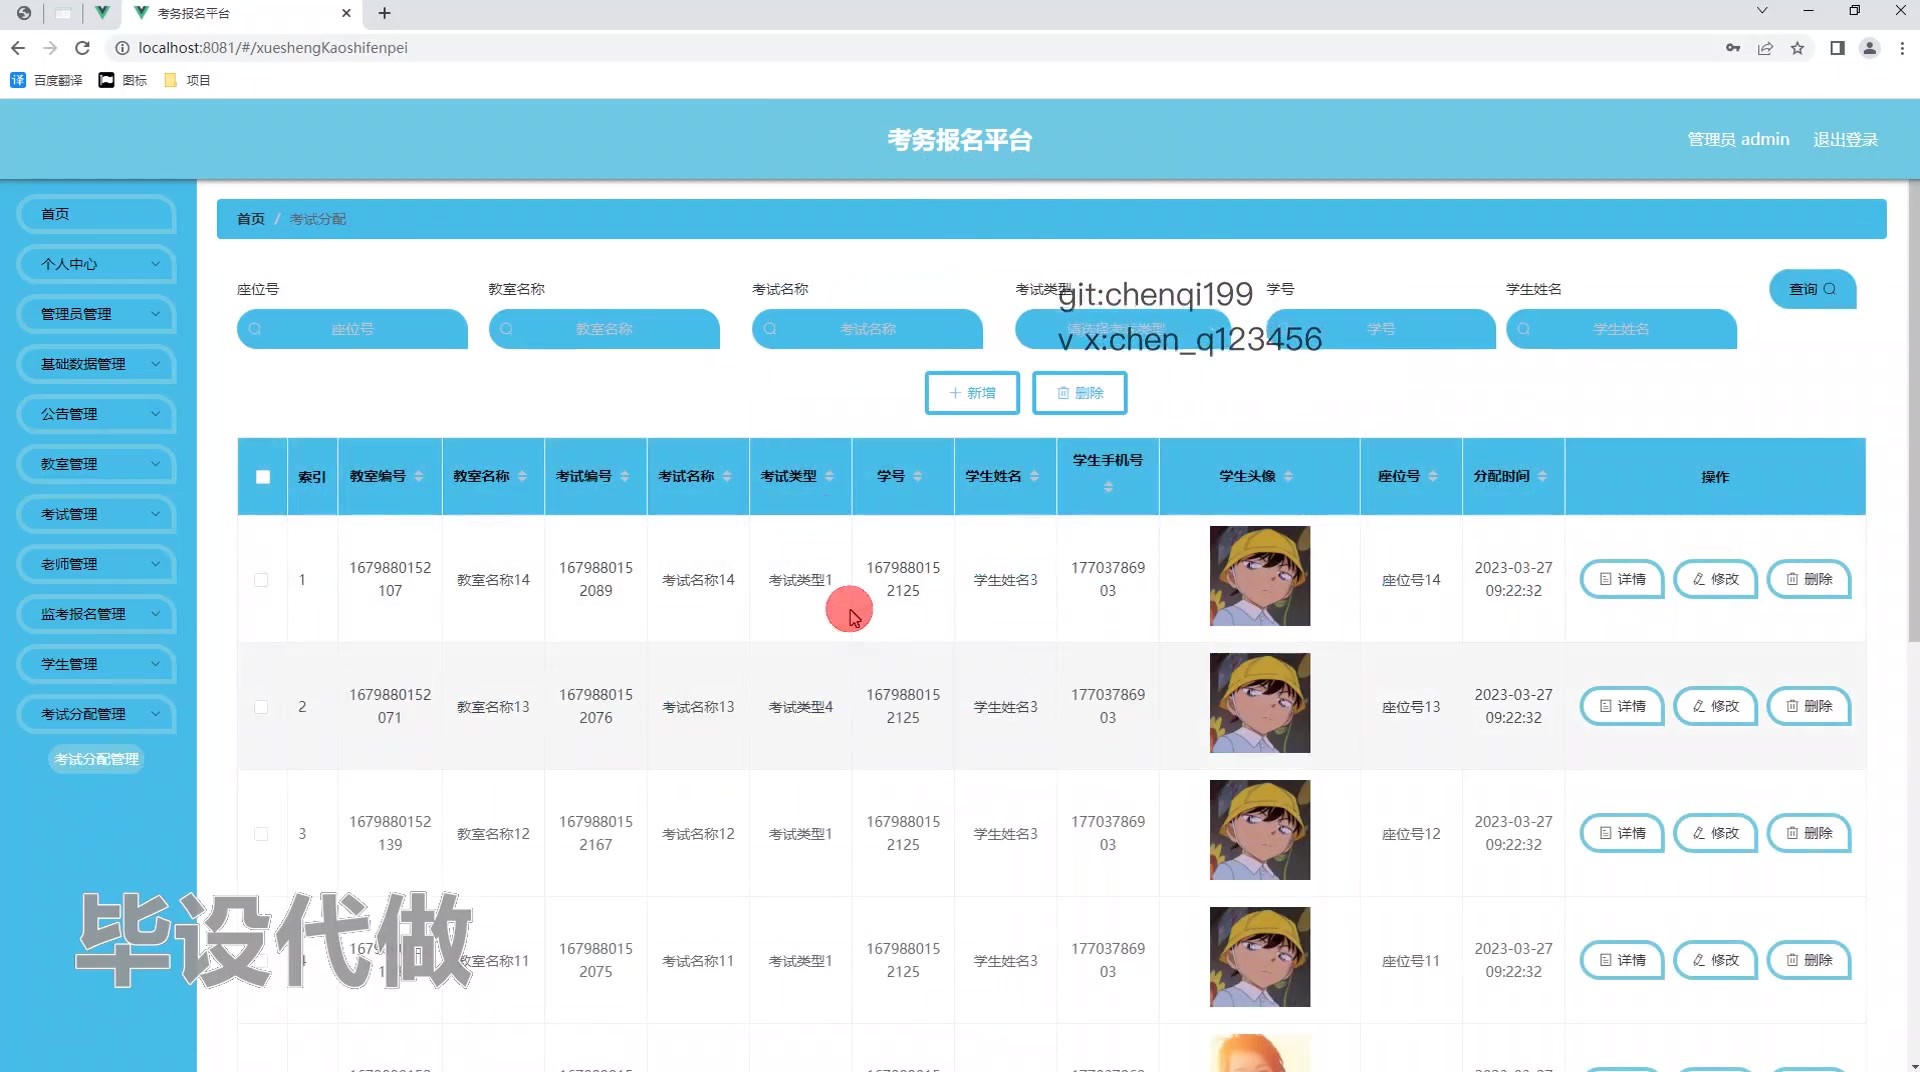 考务报名平台
localhost:8081/#/xueshengKaoshifenpei
百度翻译 图标 项目
考务报名平台
管理员 admin 退出登录
首页
个人中心
管理员管理
基础数据管理
公告管理
教室管理
考试管理
老师管理
监考报名管理
学生管理
考试分配管理
考试分配管理
首页 / 考试分配
座位号 教室名称 考试名称 考试类型 学号 学生姓名 查询
座位号 教室名称 考试名称 请选择考试类型 学号 学生姓名
git:chenqi199
v x:chen_q123456
新增 删除
索引 教室编号 教室名称 考试编号 考试名称 考试类型 学号 学生姓名 学生手机号 学生头像 座位号 分配时间 操作
1 1679880152107 教室名称14 1679880152089 考试名称14 考试类型1 1679880152125 学生姓名3 17703786903 座位号14 2023-03-27 09:22:32 详情 修改 删除
2 1679880152071 教室名称13 1679880152076 考试名称13 考试类型4 1679880152125 学生姓名3 17703786903 座位号13 2023-03-27 09:22:32 详情 修改 删除
3 1679880152139 教室名称12 1679880152167 考试名称12 考试类型1 1679880152125 学生姓名3 17703786903 座位号12 2023-03-27 09:22:32 详情 修改 删除
教室名称11 1679880152075 考试名称11 考试类型1 1679880152125 学生姓名3 17703786903 座位号11 2023-03-27 09:22:32 详情 修改 删除
毕设代做